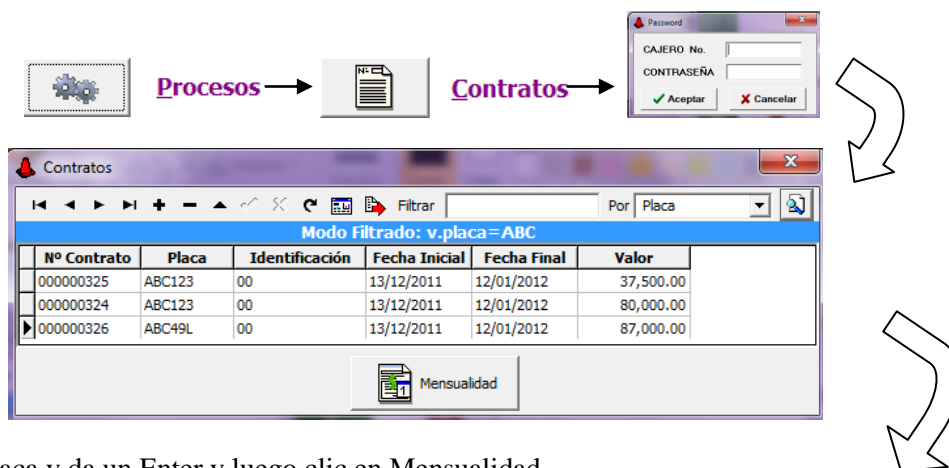 Password
CAJERO No.
CONTRASEÑA
Aceptar Cancelar
Procesos
Contratos
Contratos
Filtrar Por Placa
Modo Filtrado: v.placa=ABC
Nº Contrato Placa Identificación Fecha Inicial Fecha Final Valor
000000325 ABC123 00 13/12/2011 12/01/2012 37,500.00
000000324 ABC123 00 13/12/2011 12/01/2012 80,000.00
000000326 ABC49L 00 13/12/2011 12/01/2012 87,000.00
Mensualidad
y da un Enter y luego clic en Mensualidad